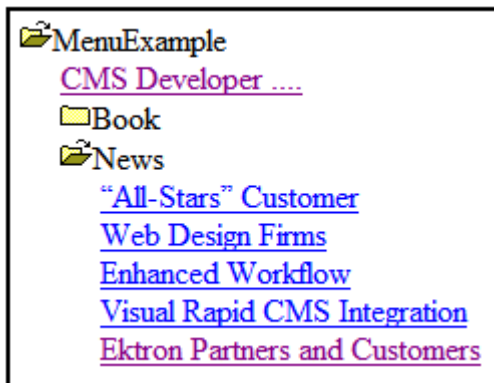 MenuExample
CMS Developer ....
Book
News
“All-Stars” Customer
Web Design Firms
Enhanced Workflow
Visual Rapid CMS Integration
Ektron Partners and Customers